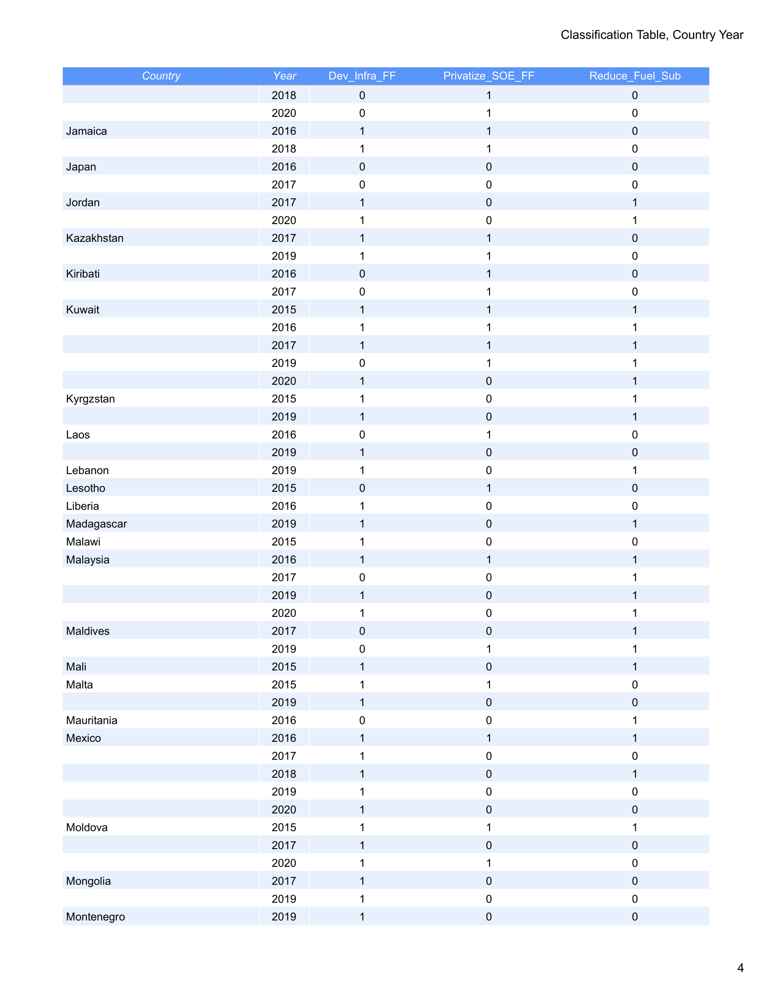 Classification Table, Country Year
Country Year Dev_Infra_FF Privatize_SOE_FF Reduce_Fuel_Sub
2018 0 1 0
2020 0 1 0
Jamaica 2016 1 1 0
2018 1 1 0
Japan 2016 0 0 0
2017 0 0 0
Jordan 2017 1 0 1
2020 1 0 1
Kazakhstan 2017 1 1 0
2019 1 1 0
Kiribati 2016 0 1 0
2017 0 1 0
Kuwait 2015 1 1 1
2016 1 1 1
2017 1 1 1
2019 0 1 1
2020 1 0 1
Kyrgzstan 2015 1 0 1
2019 1 0 1
Laos 2016 0 1 0
2019 1 0 0
Lebanon 2019 1 0 1
Lesotho 2015 0 1 0
Liberia 2016 1 0 0
Madagascar 2019 1 0 1
Malawi 2015 1 0 0
Malaysia 2016 1 1 1
2017 0 0 1
2019 1 0 1
2020 1 0 1
Maldives 2017 0 0 1
2019 0 1 1
Mali 2015 1 0 1
Malta 2015 1 1 0
2019 1 0 0
Mauritania 2016 0 0 1
Mexico 2016 1 1 1
2017 1 0 0
2018 1 0 1
2019 1 0 0
2020 1 0 0
Moldova 2015 1 1 1
2017 1 0 0
2020 1 1 0
Mongolia 2017 1 0 0
2019 1 0 0
Montenegro 2019 1 0 0
4